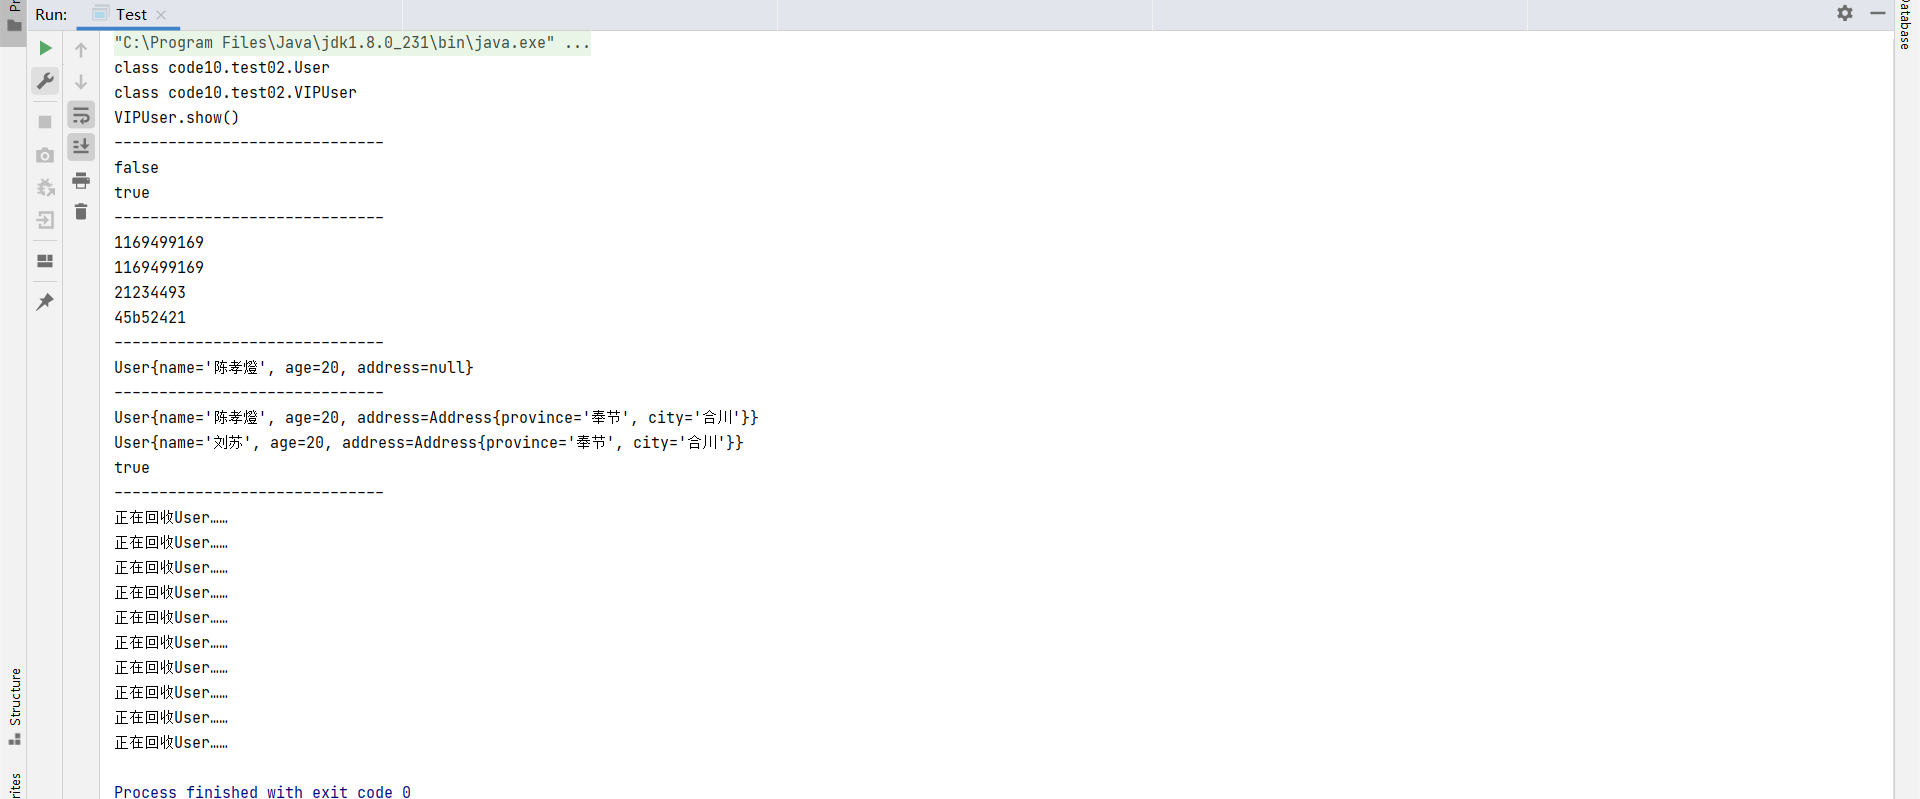 Run: Test
"C:\Program Files\Java\jdk1.8.0_231\bin\java.exe" ...
class code10.test02.User
class code10.test02.VIPUser
VIPUser.show()
------------------------------
false
true
------------------------------
1169499169
1169499169
21234493
45b52421
------------------------------
User{name='陈孝燈', age=20, address=null}
------------------------------
User{name='陈孝燈', age=20, address=Address{province='奉节', city='合川'}}
User{name='刘苏', age=20, address=Address{province='奉节', city='合川'}}
true
------------------------------
正在回收User……
正在回收User……
正在回收User……
正在回收User……
正在回收User……
正在回收User……
正在回收User……
正在回收User……
正在回收User……
正在回收User……
Process finished with exit code 0
Structure
Database